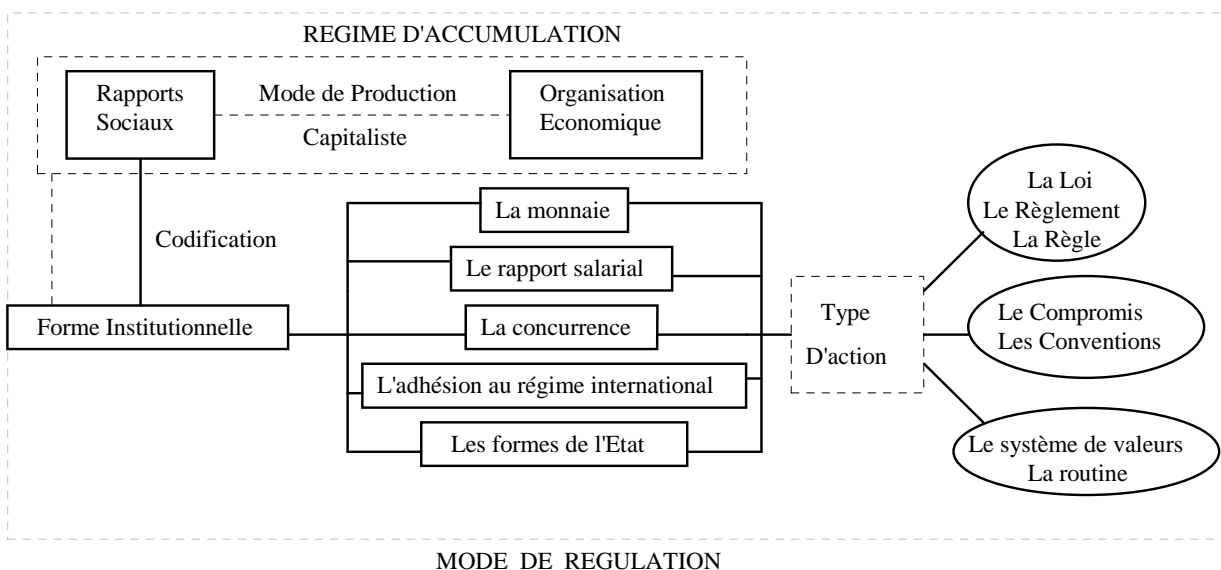 REGIME D'ACCUMULATION
Rapports
Sociaux
Mode de Production
Capitaliste
Organisation
Economique
Codification
Forme Institutionnelle
La monnaie
Le rapport salarial
La concurrence
L'adhésion au régime international
Les formes de l'Etat
Type
D'action
La Loi
Le Règlement
La Règle
Le Compromis
Les Conventions
Le système de valeurs
La routine
MODE DE REGULATION